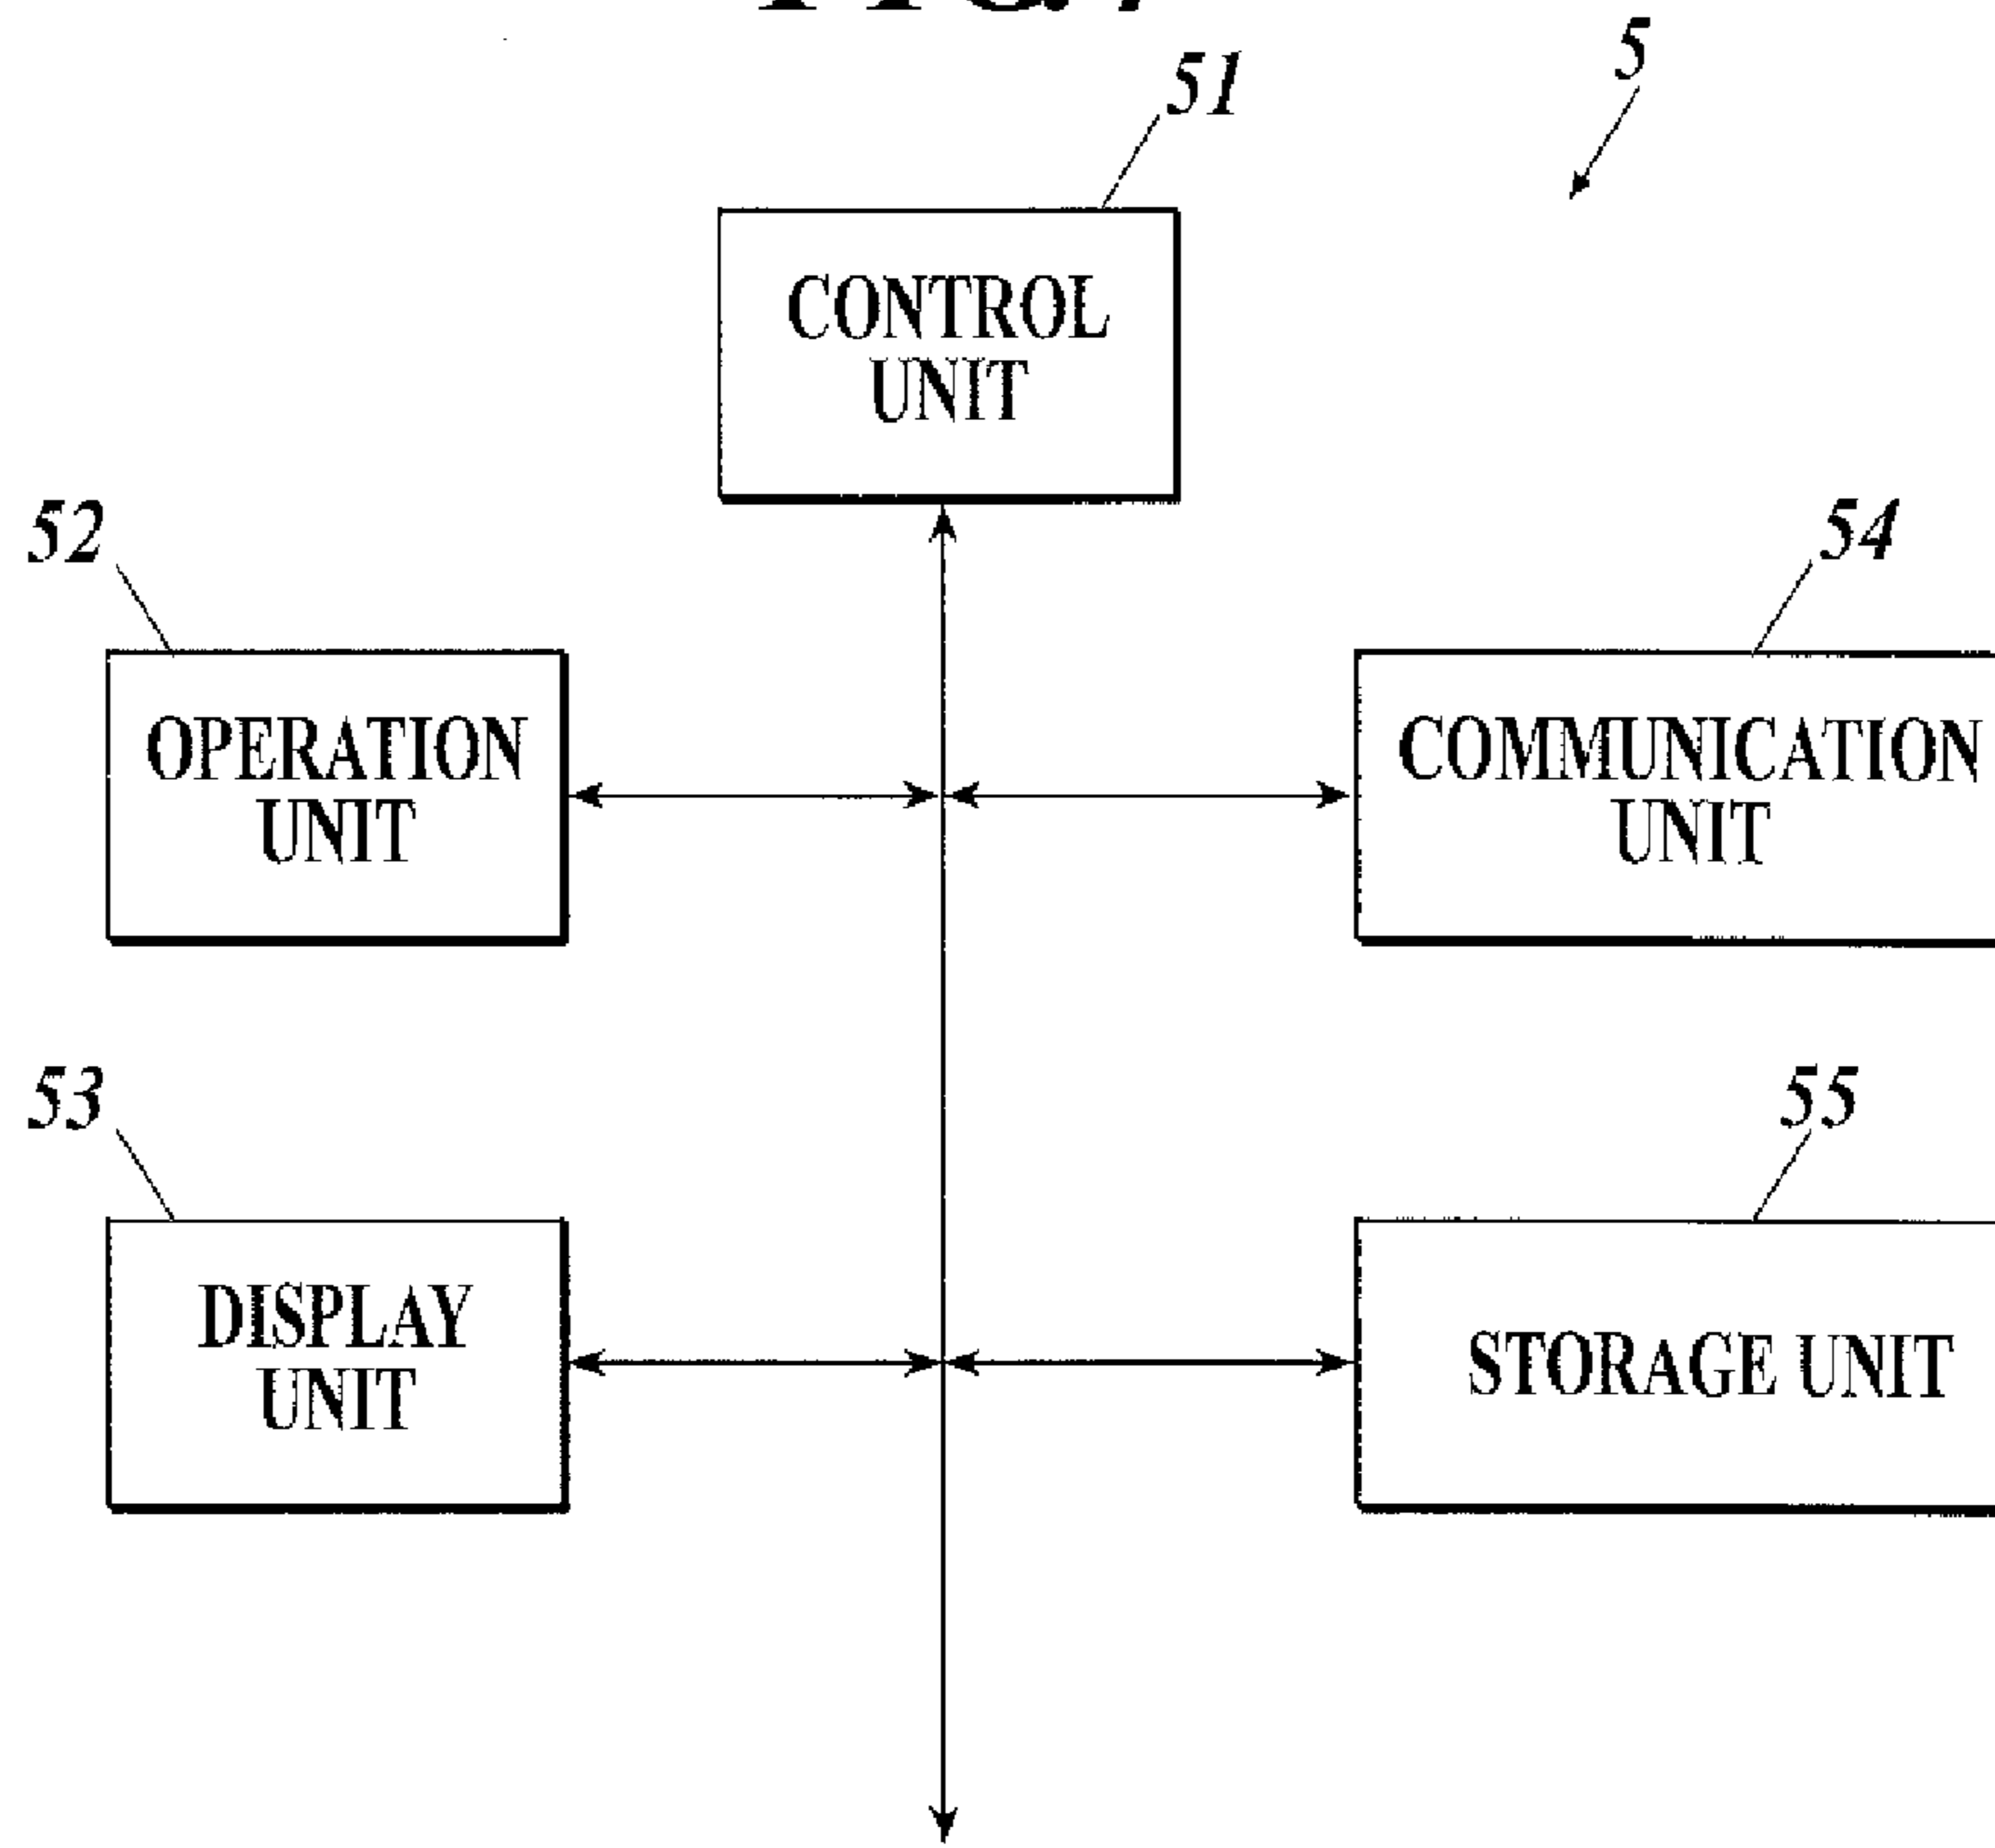 51
5
CONTROL
UNIT
52
54
OPERATION
UNIT
COMMUNICATION
UNIT
53
55
DISPLAY
UNIT
STORAGE UNIT